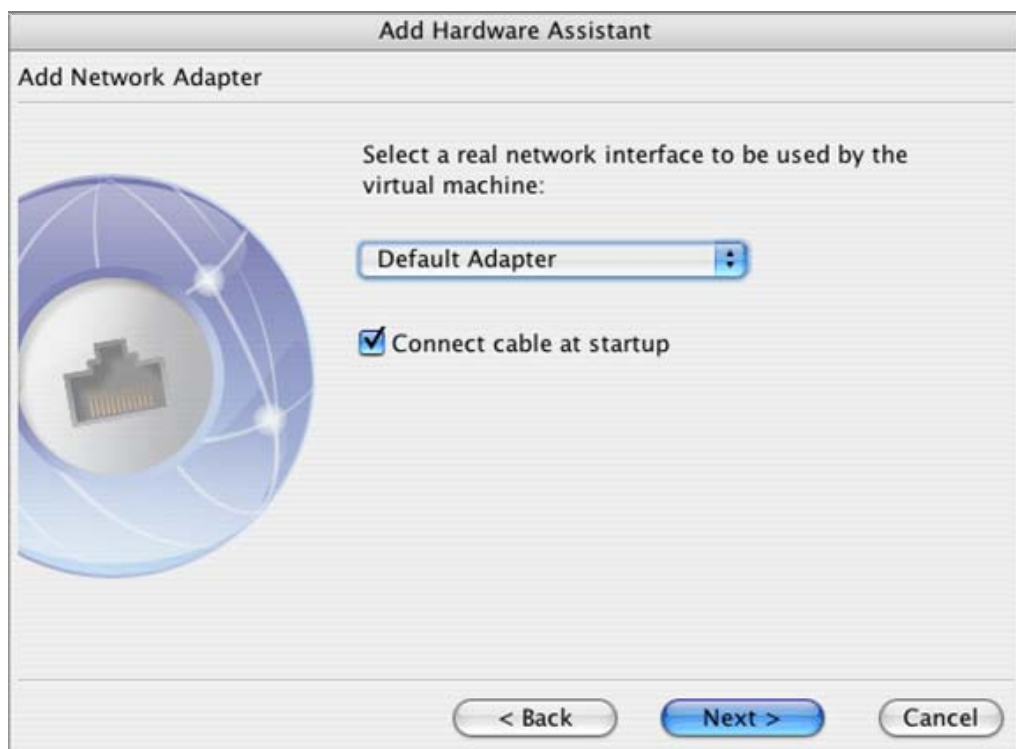 Add Hardware Assistant
Add Network Adapter
Select a real network interface to be used by the
virtual machine:
Default Adapter
Connect cable at startup
< Back
Next >
Cancel